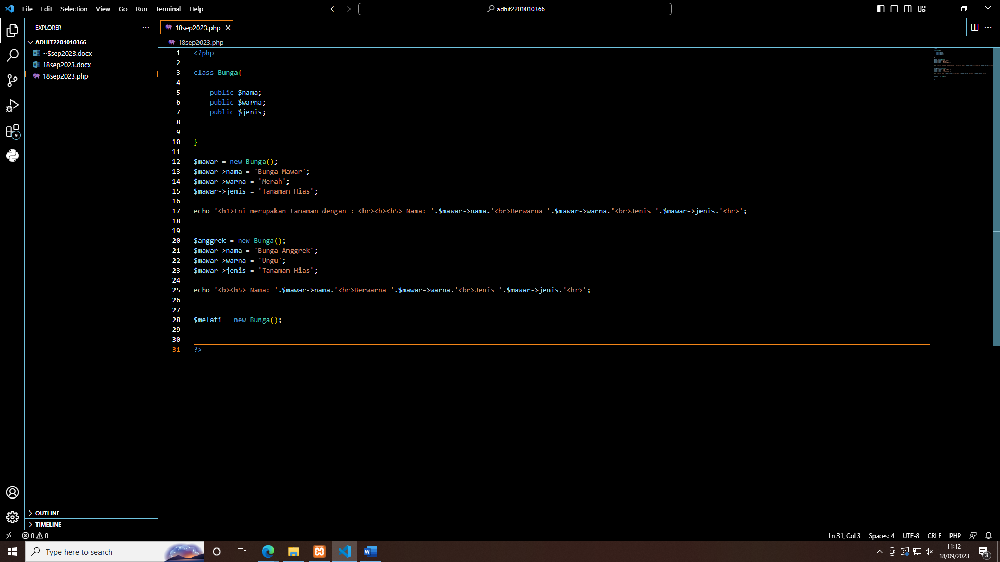 File Edit Selection View Go Run Terminal Help
adhit2201010366
EXPLORER
ADHIT2201010366
~$sep2023.docx
18sep2023.docx
18sep2023.php
9
OUTLINE
TIMELINE
18sep2023.php
18sep2023.php
1 <?php
2
3 class Bunga{
4
5 public $nama;
6 public $warna;
7 public $jenis;
8
9
10 }
11
12 $mawar = new Bunga();
13 $mawar->nama = 'Bunga Mawar';
14 $mawar->warna = 'Merah';
15 $mawar->jenis = 'Tanaman Hias';
16
17 echo '<h1>Ini merupakan tanaman dengan : <br><b><h5> Nama: '.$mawar->nama.'<br>Berwarna '.$mawar->warna.'<br>Jenis '.$mawar->jenis.'<hr>';
18
19
20 $anggrek = new Bunga();
21 $mawar->nama = 'Bunga Anggrek';
22 $mawar->warna = 'Ungu';
23 $mawar->jenis = 'Tanaman Hias';
24
25 echo '<b><h5> Nama: '.$mawar->nama.'<br>Berwarna '.$mawar->warna.'<br>Jenis '.$mawar->jenis.'<hr>';
26
27
28 $melati = new Bunga();
29
30
31 ?>
0 0
Ln 31, Col 3 Spaces: 4 UTF-8 CRLF PHP
Type here to search
11:12
18/09/2023
3